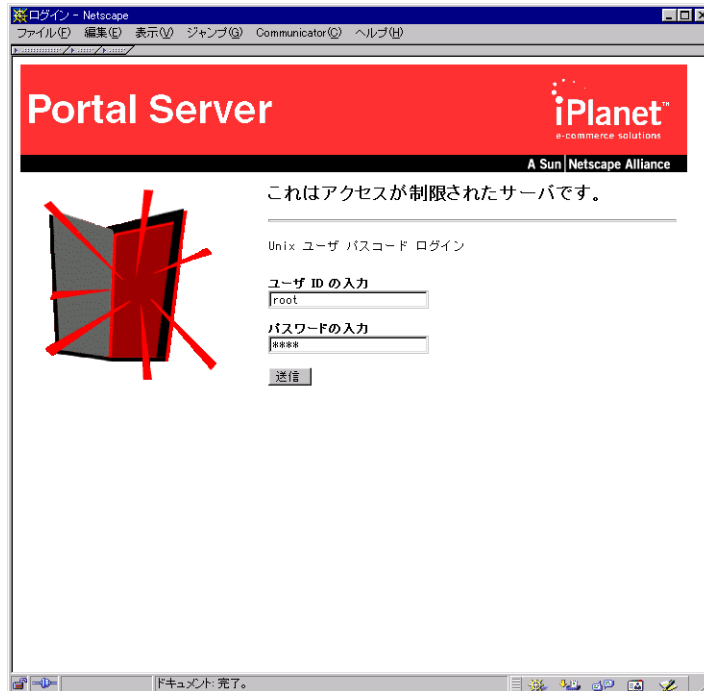 ログイン - Netscape
ファイル(F) 編集(E) 表示(V) ジャンプ(G) Communicator(C) ヘルプ(H)
Portal Server
iPlanet™
e-commerce solutions
A Sun | Netscape Alliance
これはアクセスが制限されたサーバです。
Unix ユーザ パスコード ログイン
ユーザ ID の入力
root
パスワードの入力
****
送信
ドキュメント: 完了。